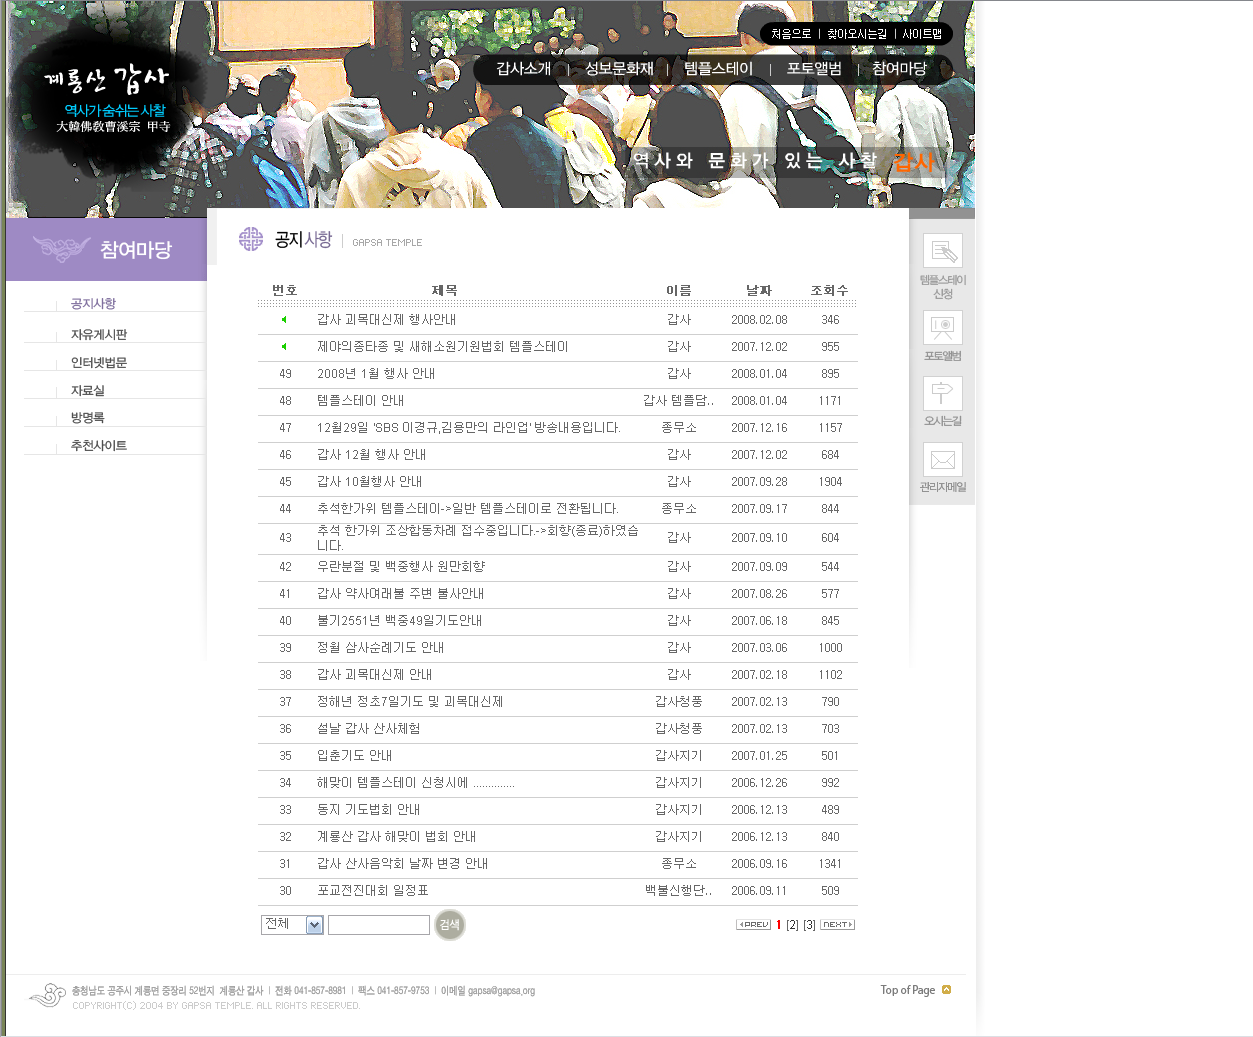 처음으로 | 찾아오시는길 | 사이트맵
갑사소개 | 성보문화재 | 템플스테이 | 포토앨범 | 참여마당
계룡산 갑사
역사가 숨쉬는 사찰
大韓佛敎曹溪宗 甲寺
역사와 문화가 있는 사찰 갑사
참여마당
공지사항
자유게시판
인터넷법문
자료실
방명록
추천사이트
공지사항 | GAPSA TEMPLE
번호 제목 이름 날짜 조회수
갑사 괴목대신제 행사안내 갑사 2008.02.08 346
제야의종타종 및 새해소원기원법회 템플스테이 갑사 2007.12.02 955
49 2008년 1월 행사 안내 갑사 2008.01.04 895
48 템플스테이 안내 갑사 템플담.. 2008.01.04 1171
47 12월29일 'SBS 이경규,김용만의 라인업' 방송내용입니다. 종무소 2007.12.16 1157
46 갑사 12월 행사 안내 갑사 2007.12.02 684
45 갑사 10월행사 안내 갑사 2007.09.28 1904
44 추석한가위 템플스테이->일반 템플스테이로 전환됩니다. 종무소 2007.09.17 844
43 추석 한가위 조상합동차례 접수중입니다.->회향(종료)하였습
니다. 갑사 2007.09.10 604
42 우란분절 및 백중행사 원만회향 갑사 2007.09.09 544
41 갑사 약사여래불 주변 불사안내 갑사 2007.08.26 577
40 불기2551년 백중49일기도안내 갑사 2007.06.18 845
39 정월 삼사순례기도 안내 갑사 2007.03.06 1000
38 갑사 괴목대신제 안내 갑사 2007.02.18 1102
37 정해년 정초7일기도 및 괴목대신제 갑사청풍 2007.02.13 790
36 설날 갑사 산사체험 갑사청풍 2007.02.13 703
35 입춘기도 안내 갑사지기 2007.01.25 501
34 해맞이 템플스테이 신청시에 .............. 갑사지기 2006.12.26 992
33 동지 기도법회 안내 갑사지기 2006.12.13 489
32 계룡산 갑사 해맞이 법회 안내 갑사지기 2006.12.13 840
31 갑사 산사음악회 날짜 변경 안내 종무소 2006.09.16 1341
30 포교전진대회 일정표 백불신행단.. 2006.09.11 509
전체 검색 PREV 1 [2] [3] NEXT
템플스테이
신청
포토앨범
오시는길
관리자메일
충청남도 공주시 계룡면 중장리 52번지 계룡산 갑사 | 전화 041-857-8981 | 팩스 041-857-9753 | 이메일 gapsa@gapsa.org
COPYRIGHT(C) 2004 BY GAPSA TEMPLE. ALL RIGHTS RESERVED.
Top of Page